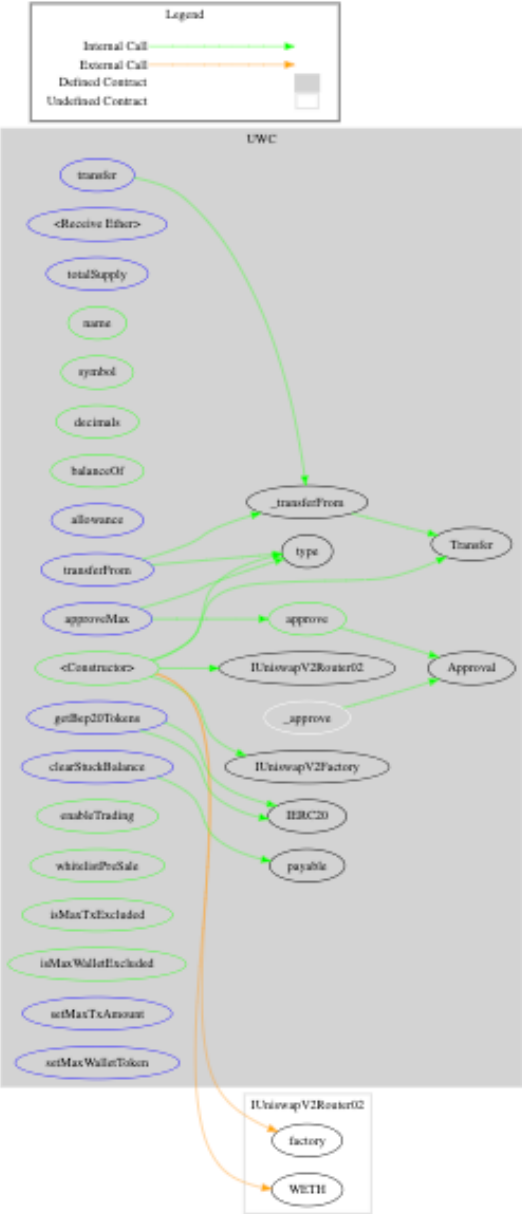 Legend
Internal Call
External Call
Defined Contract
Undefined Contract
UWC
transfer
<Receive Ether>
totalSupply
name
symbol
decimals
balanceOf
allowance
transferFrom
approveMax
<Constructor>
getBep20Tokens
clearStuckBalance
enableTrading
whitelistPreSale
isMaxTxExcluded
isMaxWalletExcluded
setMaxTxAmount
setMaxWalletToken
_transferFrom
type
approve
IUniswapV2Router02
_approve
IUniswapV2Factory
IERC20
payable
Transfer
Approval
IUniswapV2Router02
factory
WETH